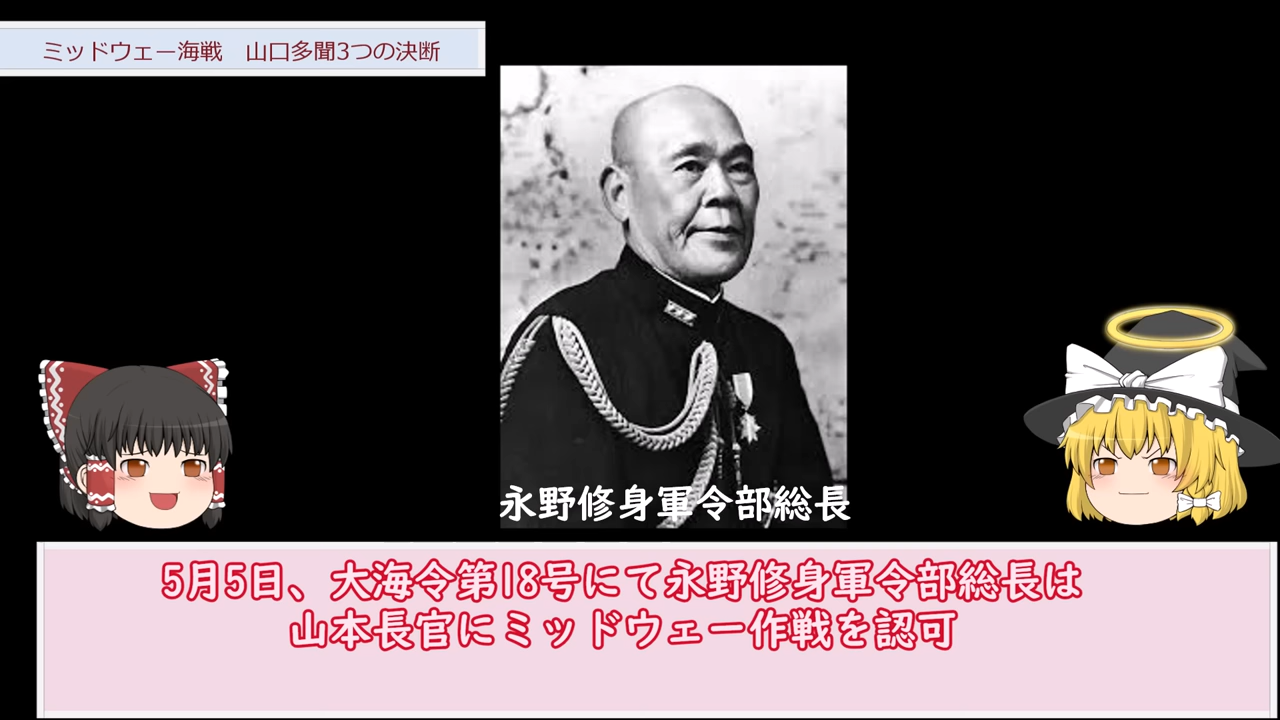 ミッドウェー海戦　山口多聞3つの決断
永野修身軍令部総長
5月5日、大海令第18号にて永野修身軍令部総長は
山本長官にミッドウェー作戦を認可